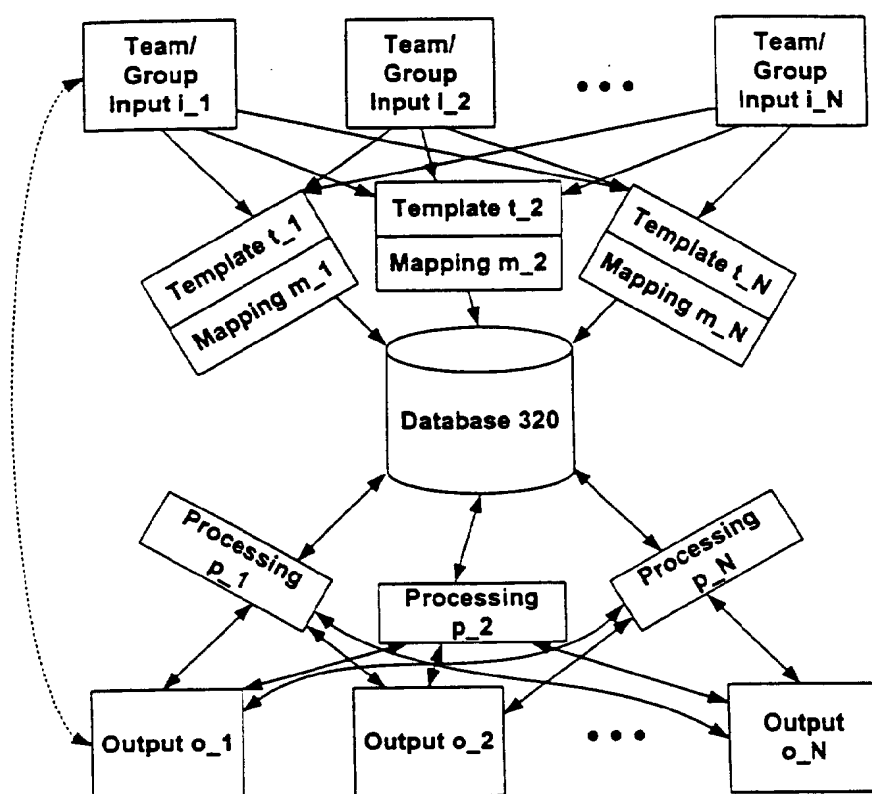 Team/
Group
Input i_1
Team/
Group
Input I_2
Team/
Group
Input i_N
Template t_1
Mapping m_1
Template t_2
Mapping m_2
Template t_N
Mapping m_N
Database 320
Processing
p_1
Processing
p_2
Processing
p_N
Output o_1
Output o_2
Output
o_N